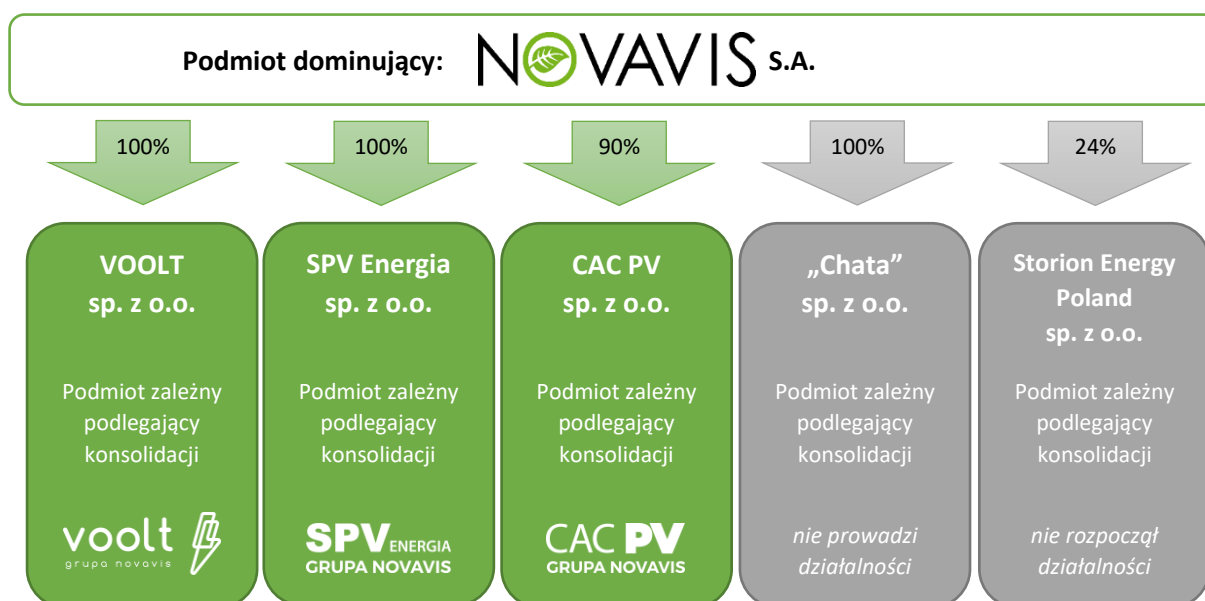 Podmiot dominujący: NOVAVIS S.A.
100%
100%
90%
100%
24%
VOOLT
sp. z o.o.
Podmiot zależny
podlegający
konsolidacji
voolt
grupa novavis
SPV Energia
sp. z o.o.
Podmiot zależny
podlegający
konsolidacji
SPV ENERGIA
GRUPA NOVAVIS
CAC PV
sp. z o.o.
Podmiot zależny
podlegający
konsolidacji
CAC PV
GRUPA NOVAVIS
„Chata”
sp. z o.o.
Podmiot zależny
podlegający
konsolidacji
nie prowadzi
działalności
Storion Energy
Poland
sp. z o.o.
Podmiot zależny
podlegający
konsolidacji
nie rozpoczął
działalności